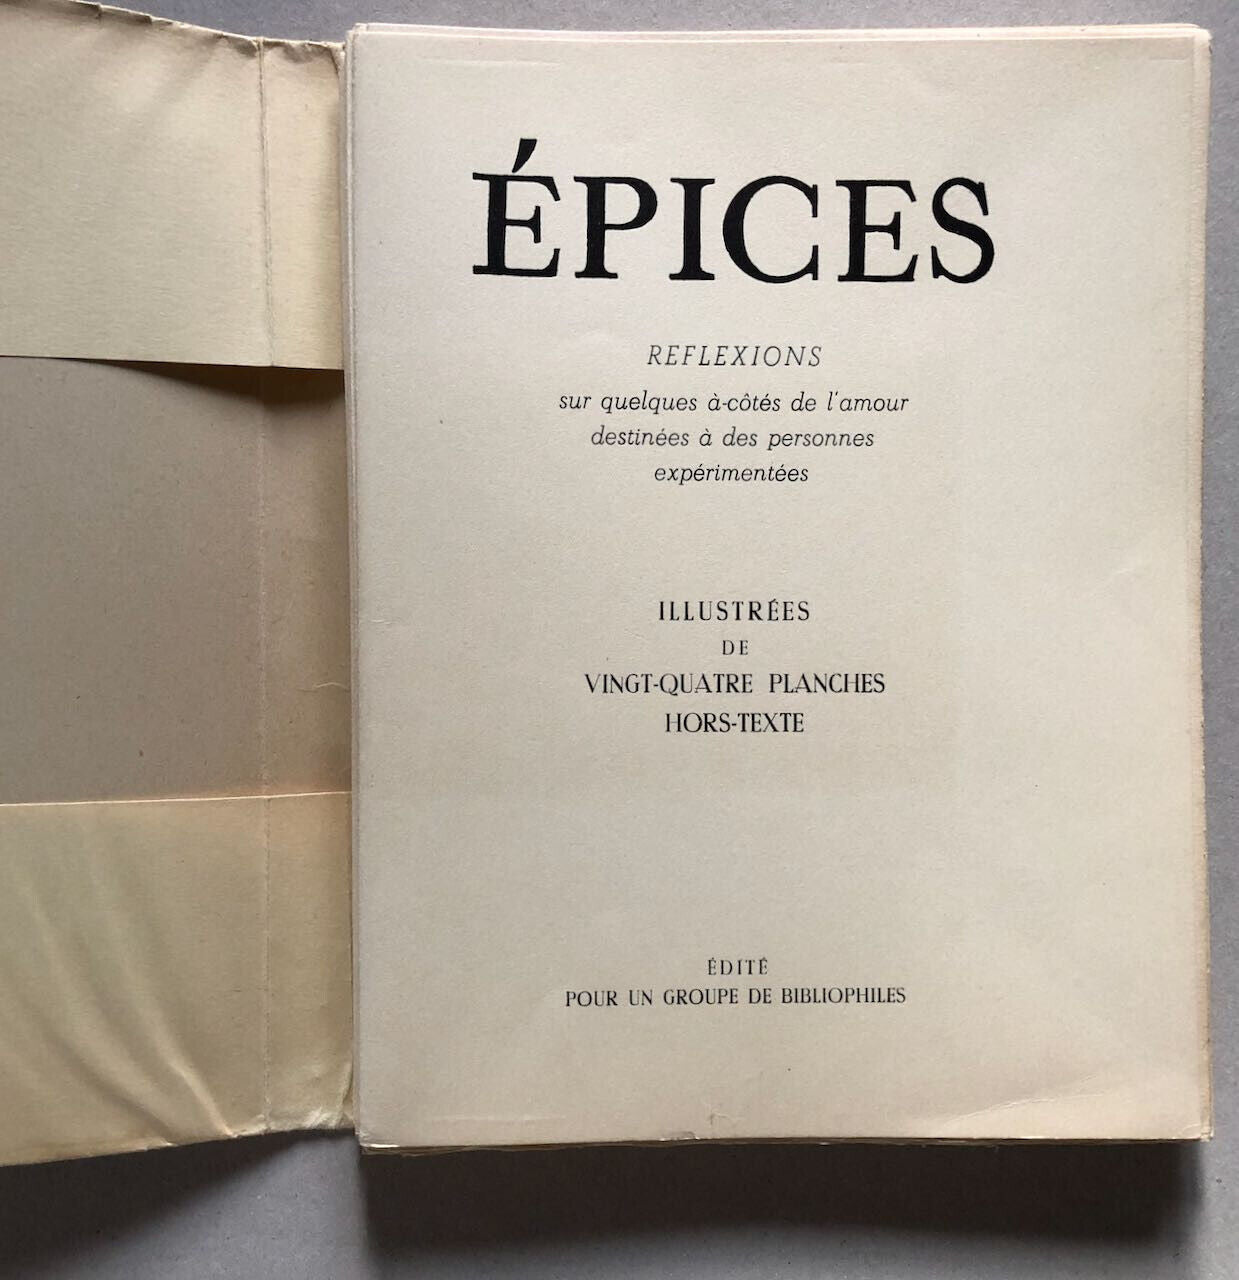 ÉPICES
REFLEXIONS
sur quelques à-côtés de l'amour
destinées à des personnes
expérimentées
ILLUSTRÉES
DE
VINGT-QUATRE PLANCHES
HORS-TEXTE
ÉDITÉ
POUR UN GROUPE DE BIBLIOPHILES